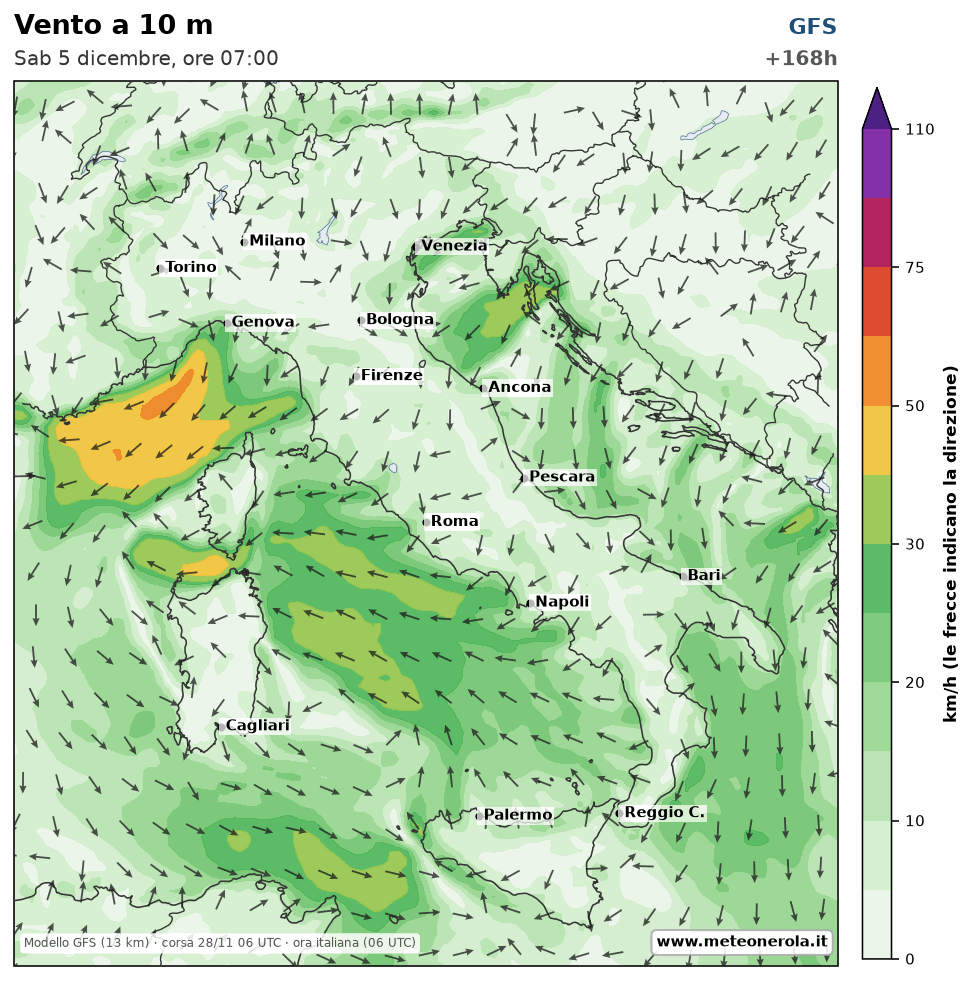 Vento a 10 m
GFS
Sab 5 dicembre, ore 07:00
+168h
110
75
50
30
20
10
0
km/h (le frecce indicano la direzione)
Milano
Venezia
Torino
Genova
Bologna
Firenze
Ancona
Pescara
Roma
Bari
Napoli
Cagliari
Palermo
Reggio C.
Modello GFS (13 km) · corsa 28/11 06 UTC · ora italiana (06 UTC)
www.meteonerola.it